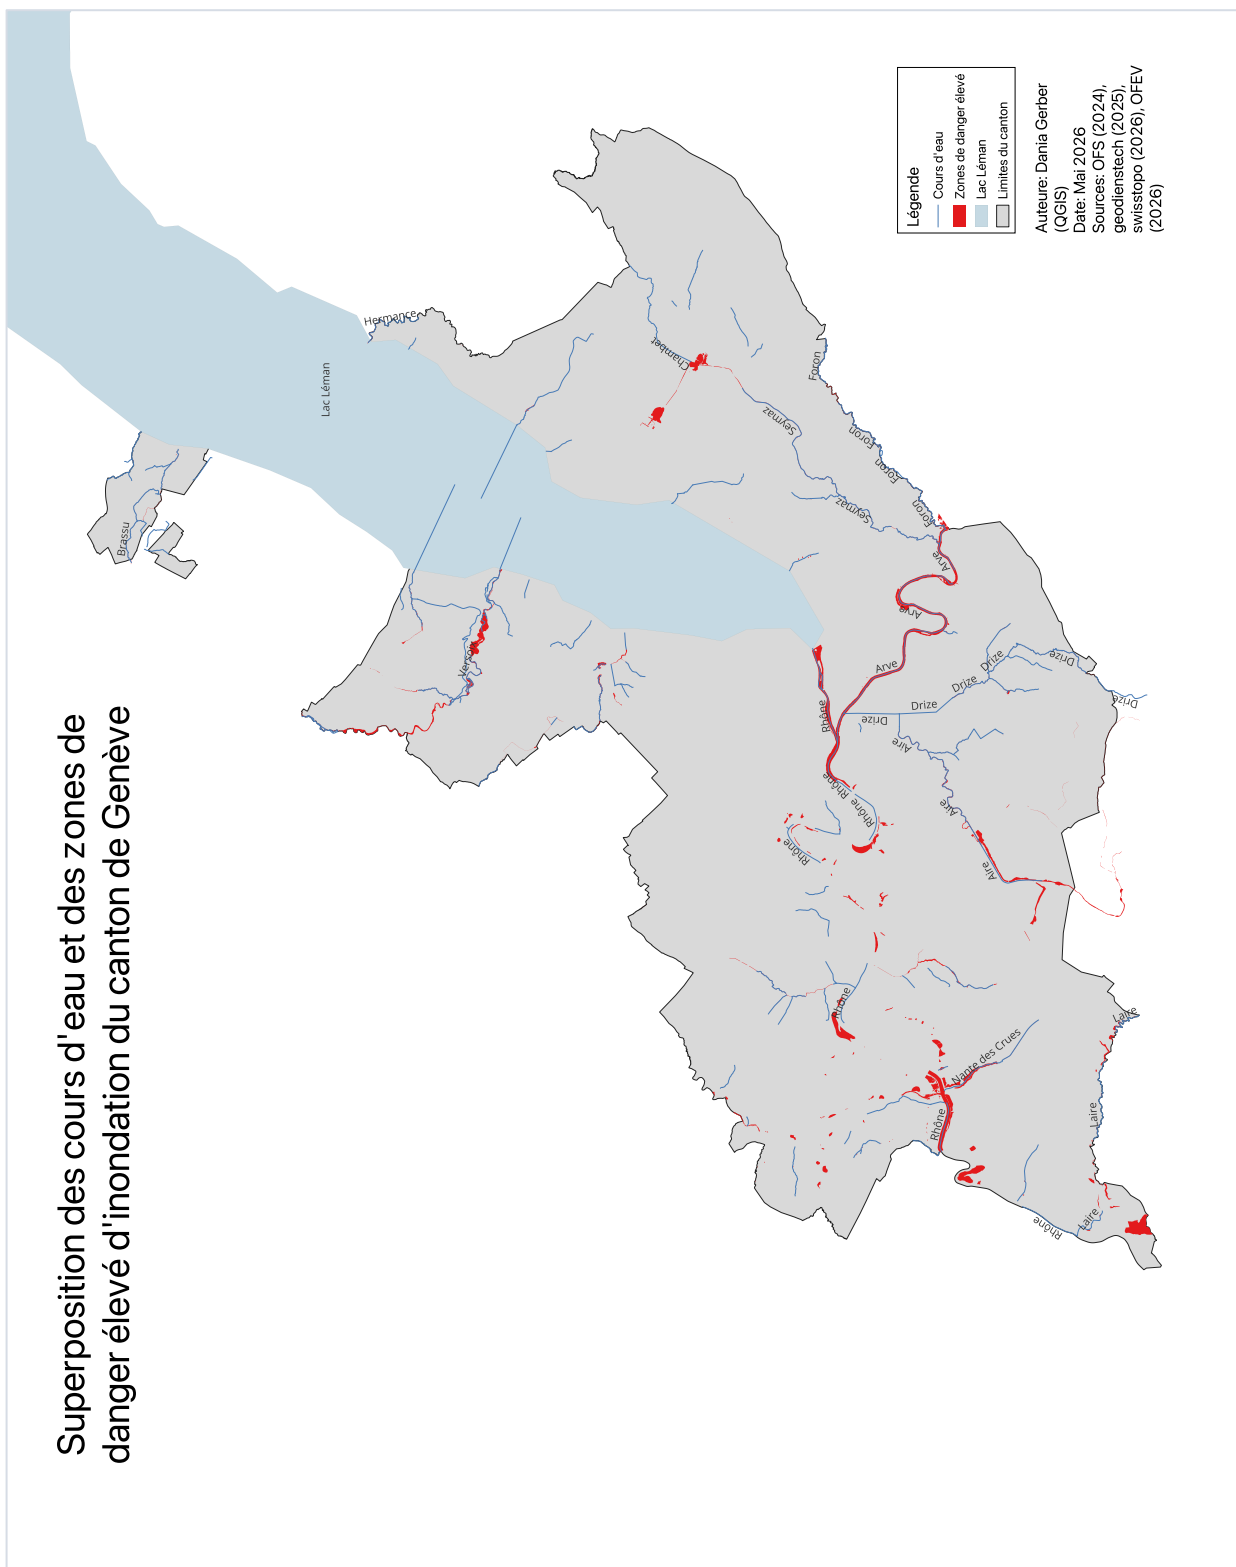 Superposition des cours d'eau et des zones de
danger élevé d'inondation du canton de Genève
Légende
Cours d'eau
Zones de danger élevé
Lac Léman
Limites du canton
Auteure: Dania Gerber
(QGIS)
Date: Mai 2026
Sources: OFS (2024),
geodienstech (2025),
swisstopo (2026), OFEV
(2026)
Brassu
Lac Léman
Hermance
Versoix
Chambet
Seymaz
Seymaz
Foron
Foron
Foron
Foron
Arve
Arve
Arve
Rhône
Rhône
Rhône
Rhône
Rhône
Rhône
Rhône
Drize
Drize
Drize
Drize
Drize
Drize
Aire
Aire
Aire
Nante des Crues
Rhône
Laire
Laire
Laire